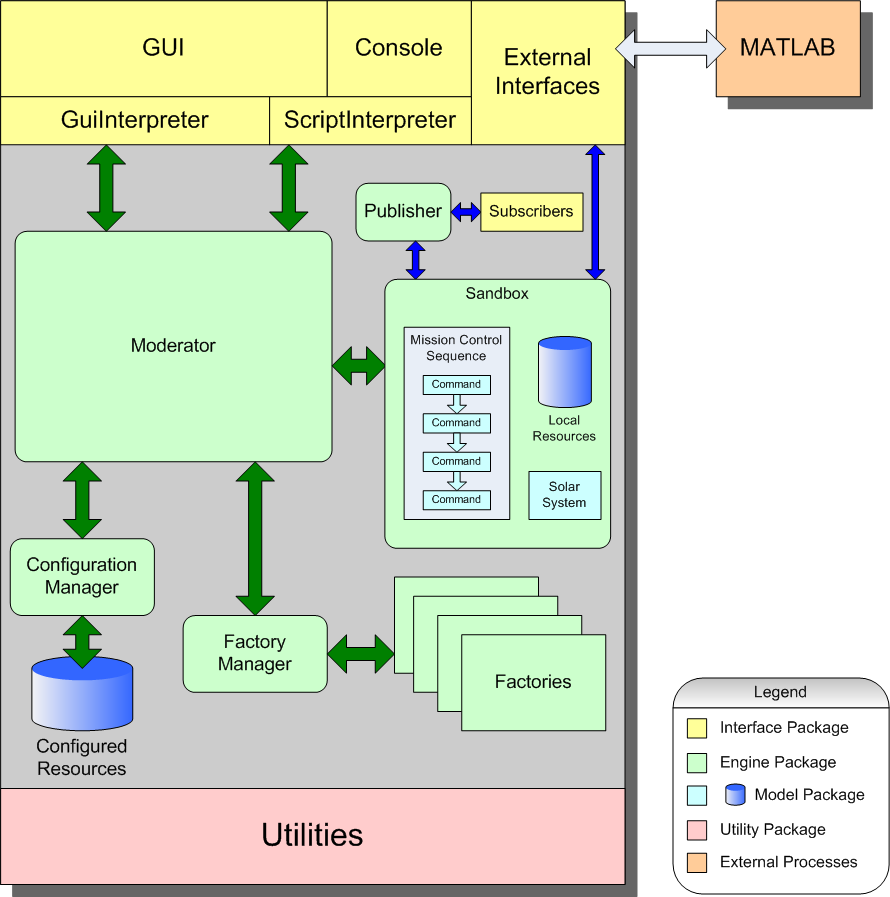 GUI
Console
External
Interfaces
MATLAB
GuiInterpreter
ScriptInterpreter
Publisher
Subscribers
Moderator
Sandbox
Mission Control
Sequence
Command
Command
Command
Command
Local
Resources
Solar
System
Configuration
Manager
Factory
Manager
Factories
Configured
Resources
Utilities
Legend
Interface Package
Engine Package
Model Package
Utility Package
External Processes